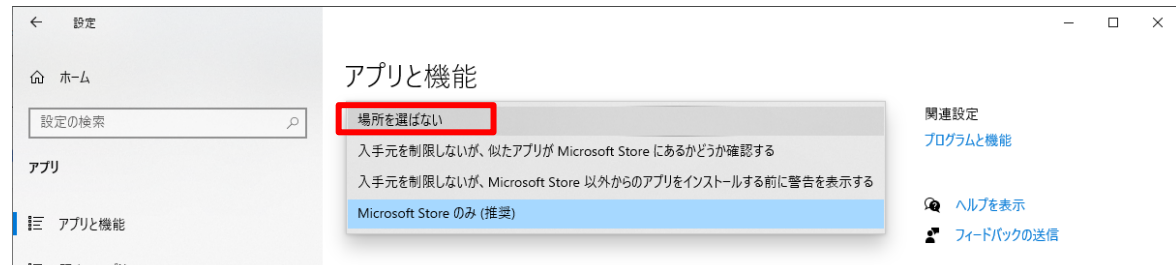 設定
ホーム
設定の検索
アプリ
アプリと機能
アプリと機能
場所を選ばない
入手元を制限しないが、似たアプリが Microsoft Store にあるかどうか確認する
入手元を制限しないが、Microsoft Store 以外からのアプリをインストールする前に警告を表示する
Microsoft Store のみ (推奨)
関連設定
プログラムと機能
ヘルプを表示
フィードバックの送信